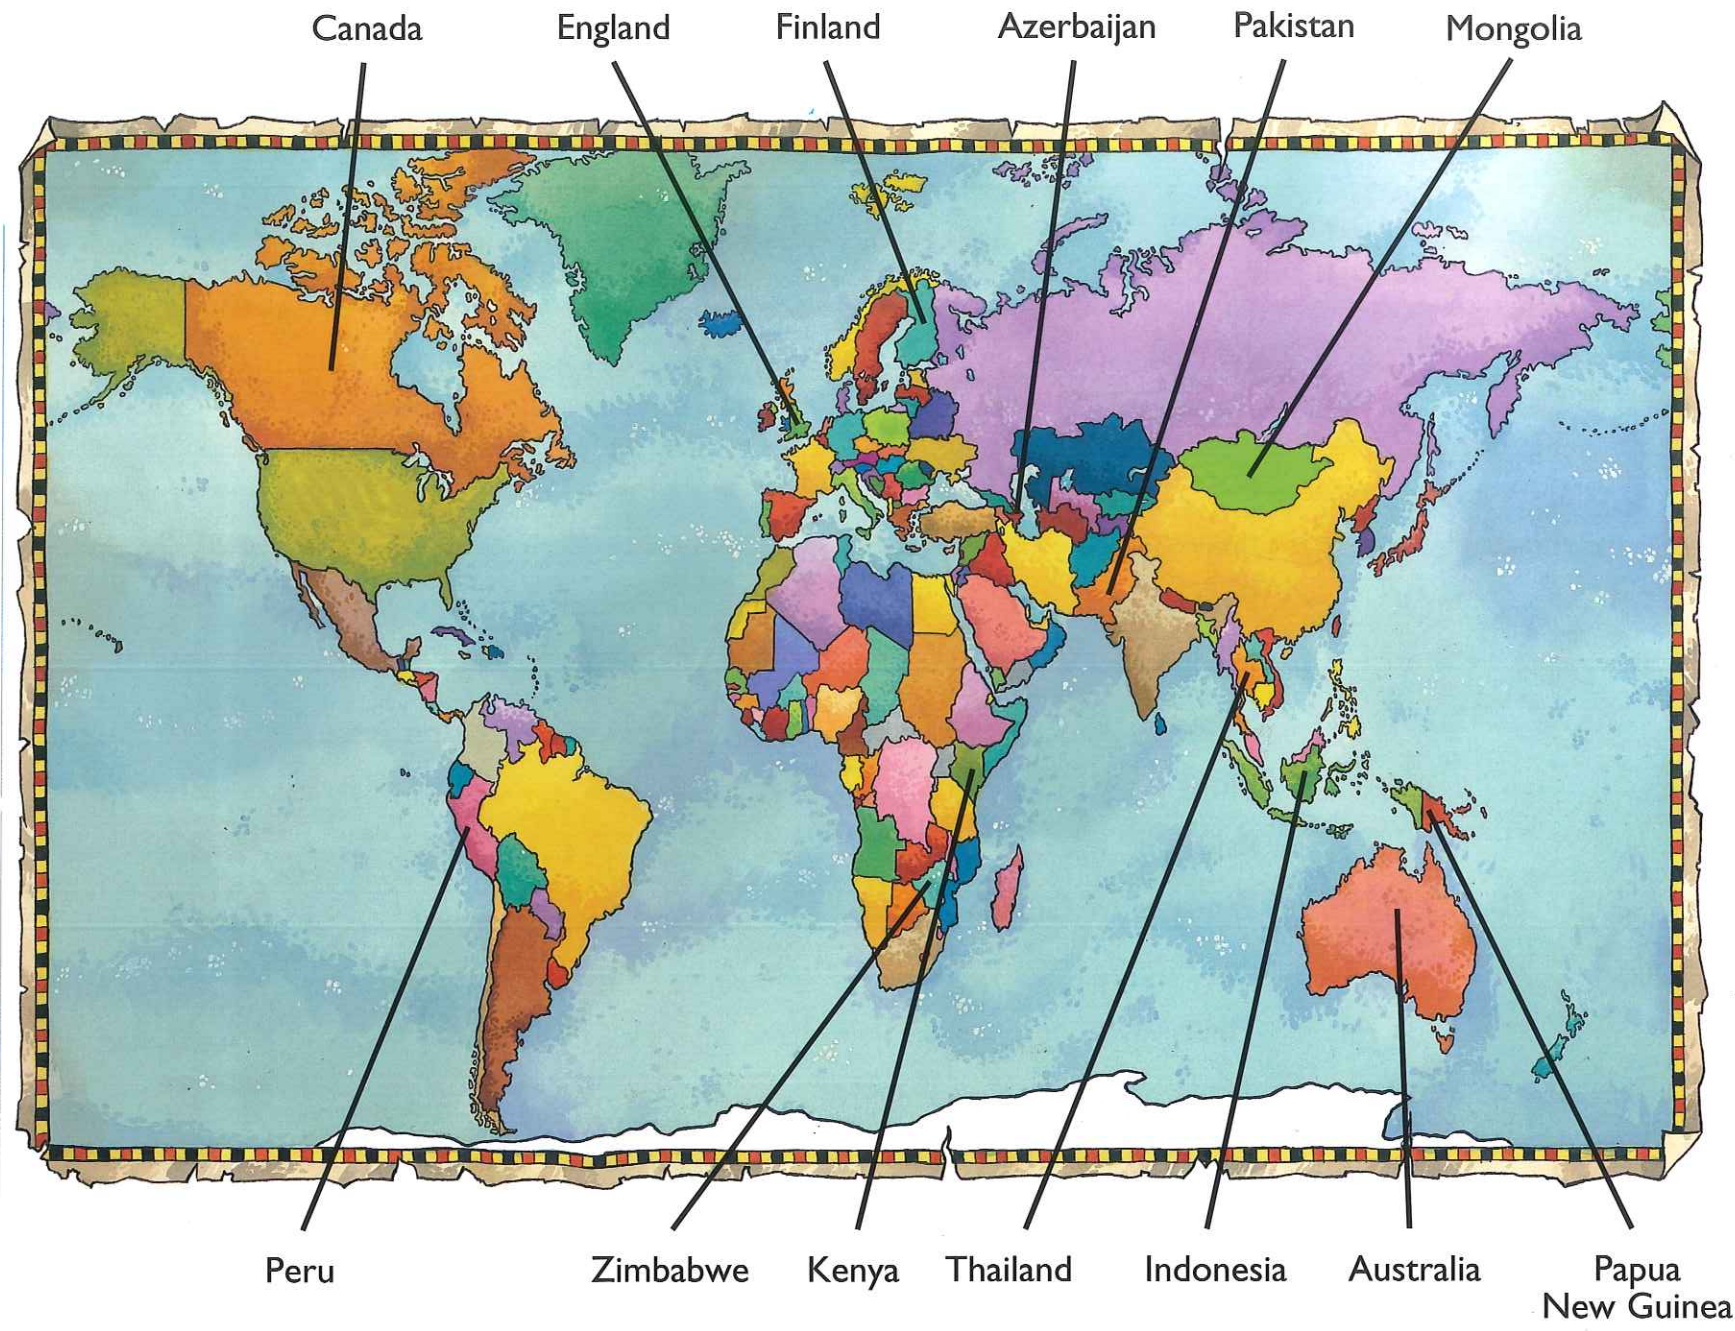 Canada
England
Finland
Azerbaijan
Pakistan
Mongolia
Peru
Zimbabwe
Kenya
Thailand
Indonesia
Australia
Papua
New Guinea